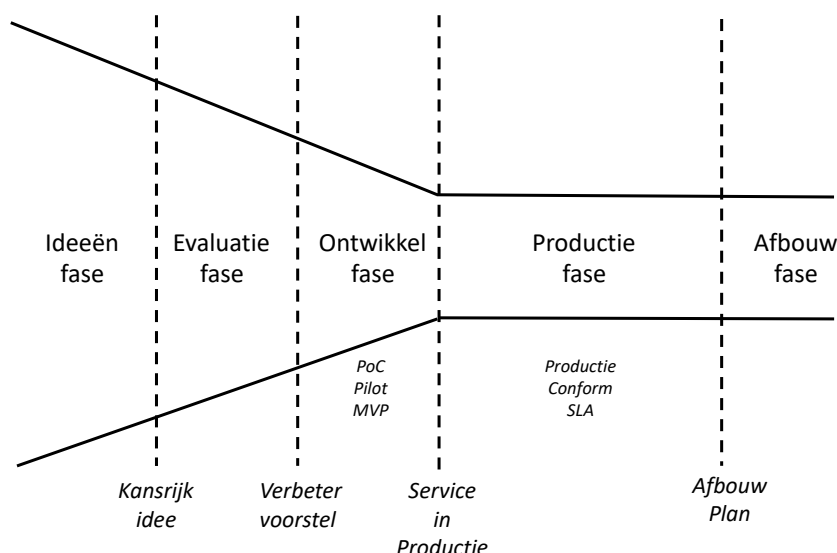 Ideeën
fase
Evaluatie
fase
Ontwikkel
fase
Productie
fase
Afbouw
fase
PoC
Pilot
MVP
Productie
Conform
SLA
Kansrijk
idee
Verbeter
voorstel
Service
in
Productie
Afbouw
Plan